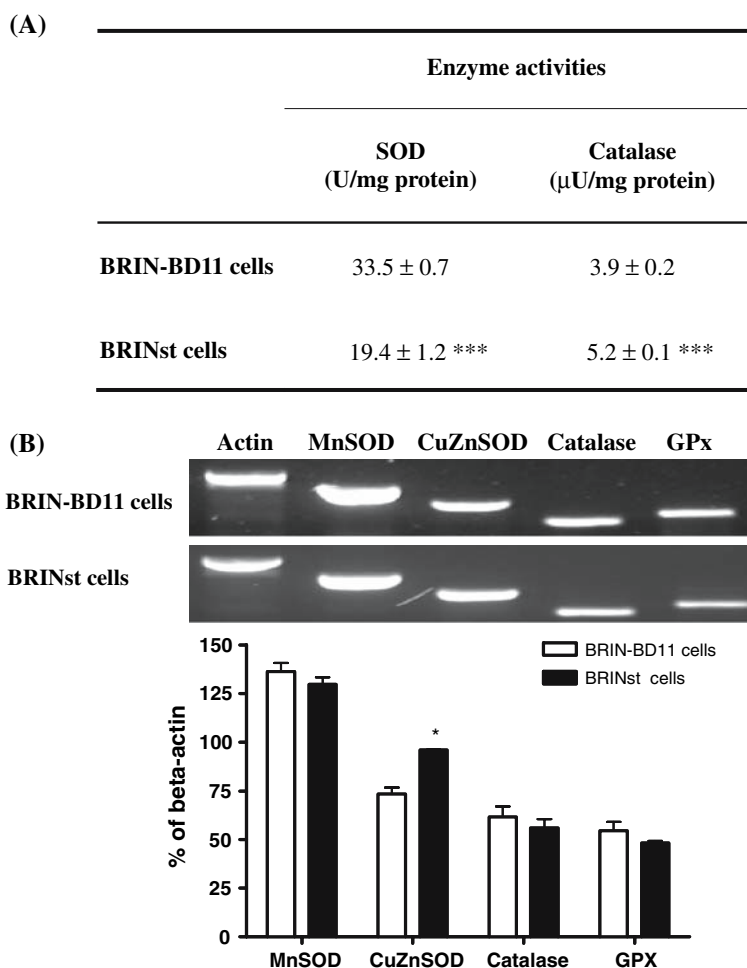 (A)
Enzyme activities
SOD (U/mg protein) Catalase (μU/mg protein)
BRIN-BD11 cells 33.5 ± 0.7 3.9 ± 0.2
BRINst cells 19.4 ± 1.2 *** 5.2 ± 0.1 ***
(B) Actin MnSOD CuZnSOD Catalase GPx
BRIN-BD11 cells
BRINst cells
BRIN-BD11 cells
BRINst cells
% of beta-actin
150
125
100
75
50
25
0
*
MnSOD CuZnSOD Catalase GPX